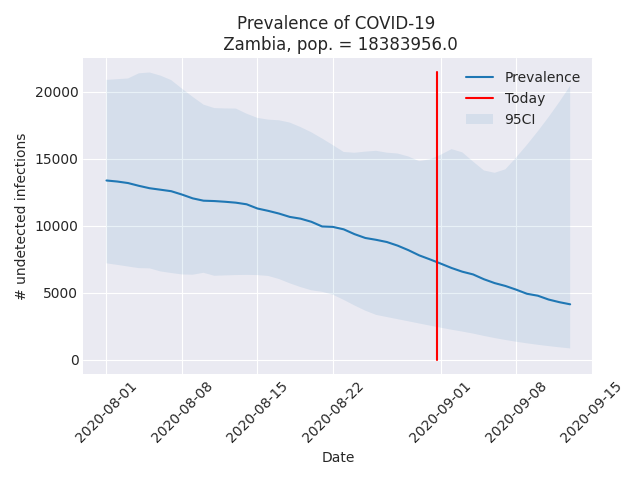 Prevalence of COVID-19
Zambia, pop. = 18383956.0
Prevalence
Today
95CI
20000
15000
10000
5000
0
# undetected infections
2020-08-01
2020-08-08
2020-08-15
2020-08-22
2020-09-01
2020-09-08
2020-09-15
Date